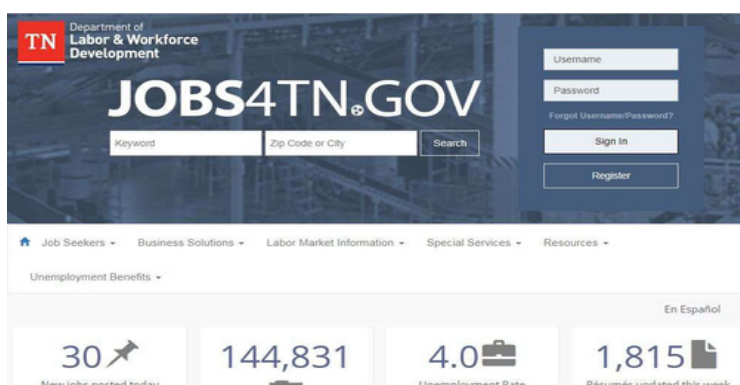 TN
Department of
Labor & Workforce
Development
JOBS4TN.GOV
Keyword
Zip Code or City
Search
Username
Password
Forgot Username/Password?
Sign In
Register
Job Seekers
Business Solutions
Labor Market Information
Special Services
Resources
Unemployment Benefits
En Español
30
New jobs posted today
144,831
4.0
Unemployment Rate
1,815
Résumés updated this week